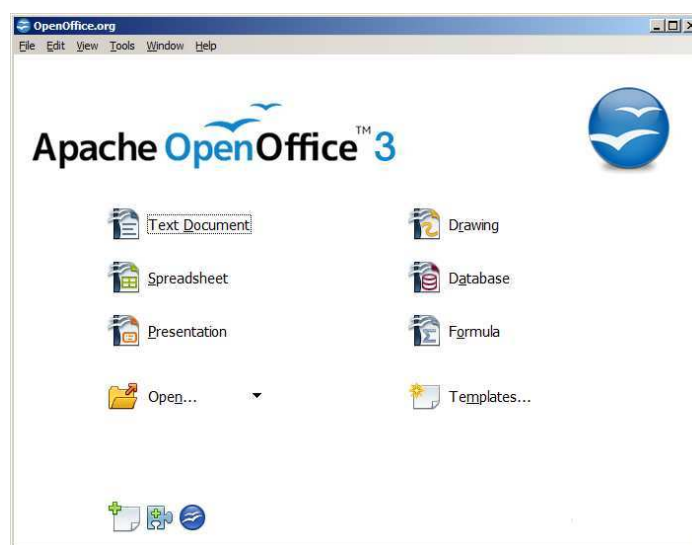 OpenOffice.org
File Edit View Tools Window Help
Apache OpenOffice™ 3
Text Document
Drawing
Spreadsheet
Database
Presentation
Formula
Open...
Templates...